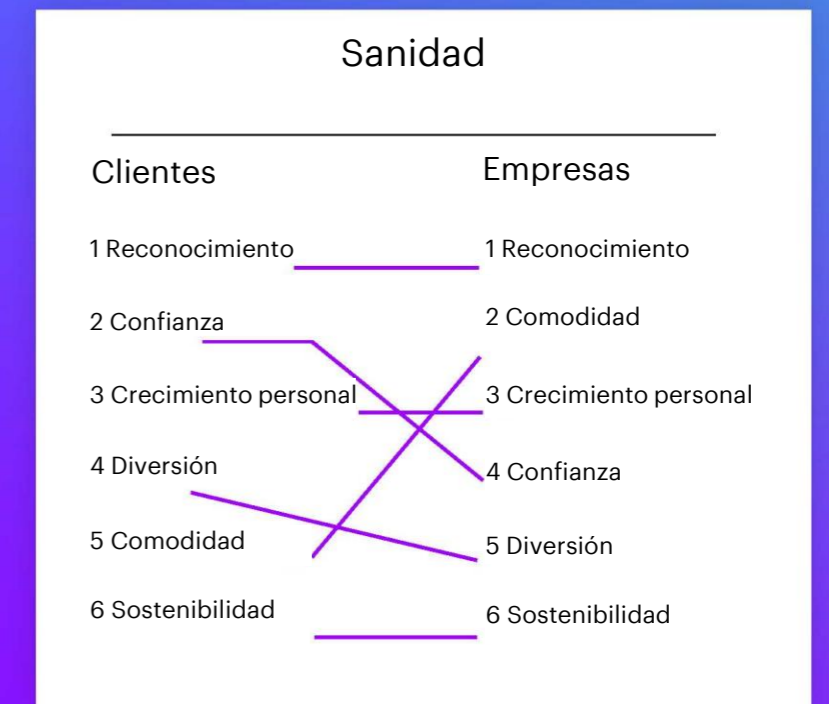 Sanidad
Clientes
Empresas
1 Reconocimiento
1 Reconocimiento
2 Confianza
2 Comodidad
3 Crecimiento personal
3 Crecimiento personal
4 Diversión
4 Confianza
5 Comodidad
5 Diversión
6 Sostenibilidad
6 Sostenibilidad